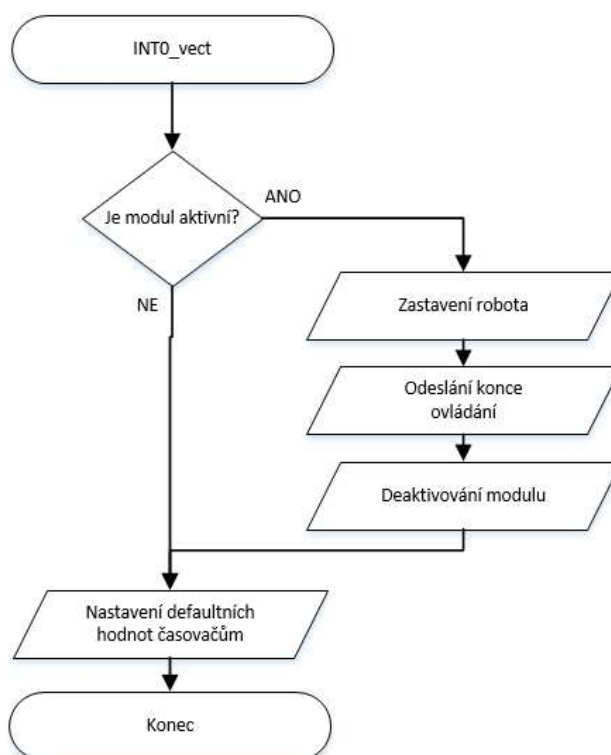 INT0_vect
Je modul aktivní?
ANO
NE
Zastavení robota
Odeslání konce
ovládání
Deaktivování modulu
Nastavení defaultních
hodnot časovačům
Konec